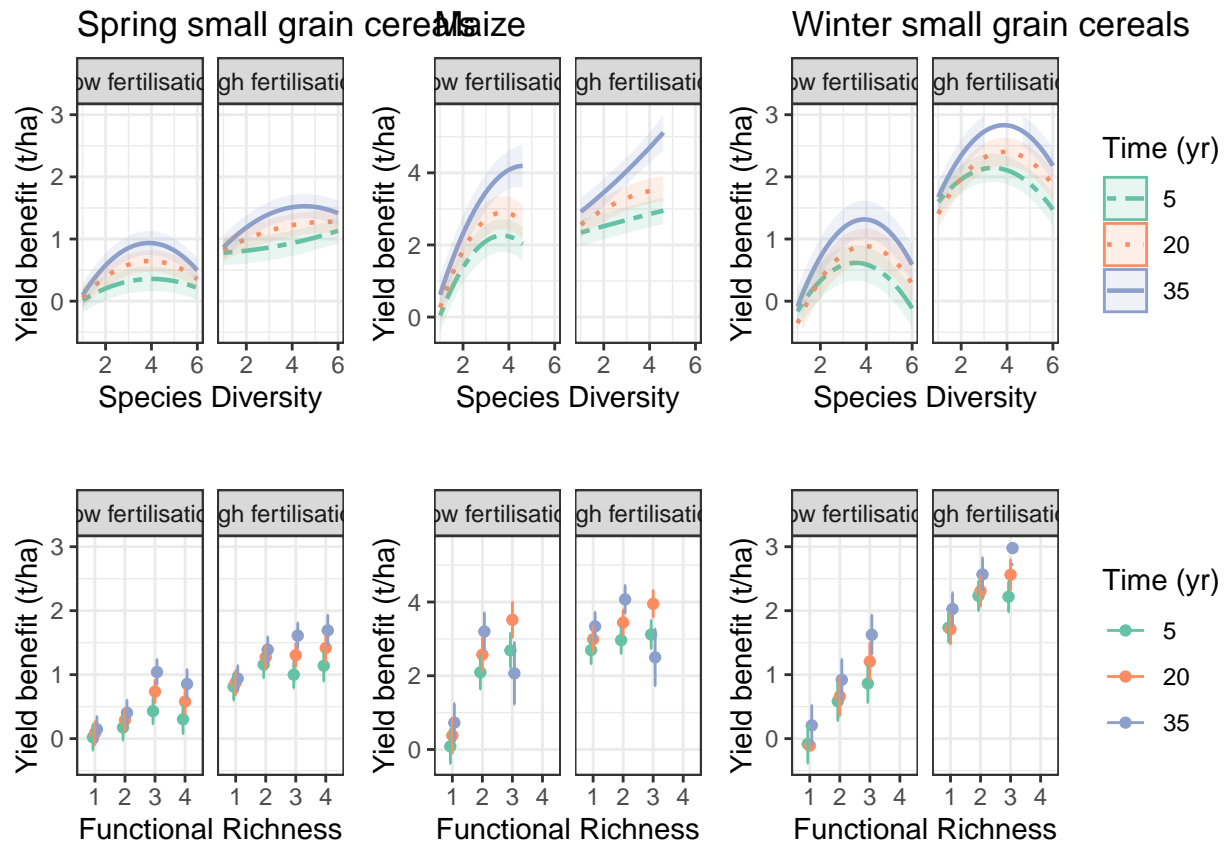 Spring small grain cereals
Maize
Winter small grain cereals
ow fertilisatio
gh fertilisatio
ow fertilisatio
gh fertilisatio
ow fertilisatio
gh fertilisatio
Yield benefit (t/ha)
3
2
1
0
Yield benefit (t/ha)
4
2
0
Yield benefit (t/ha)
3
2
1
0
2 4 6 2 4 6
2 4 6 2 4 6
2 4 6 2 4 6
Species Diversity
Species Diversity
Species Diversity
Time (yr)
5
20
35
ow fertilisatio
gh fertilisatio
ow fertilisatio
gh fertilisatio
ow fertilisatio
gh fertilisatio
Yield benefit (t/ha)
3
2
1
0
Yield benefit (t/ha)
4
2
0
Yield benefit (t/ha)
3
2
1
0
1 2 3 4 1 2 3 4
1 2 3 4 1 2 3 4
1 2 3 4 1 2 3 4
Functional Richness
Functional Richness
Functional Richness
Time (yr)
5
20
35